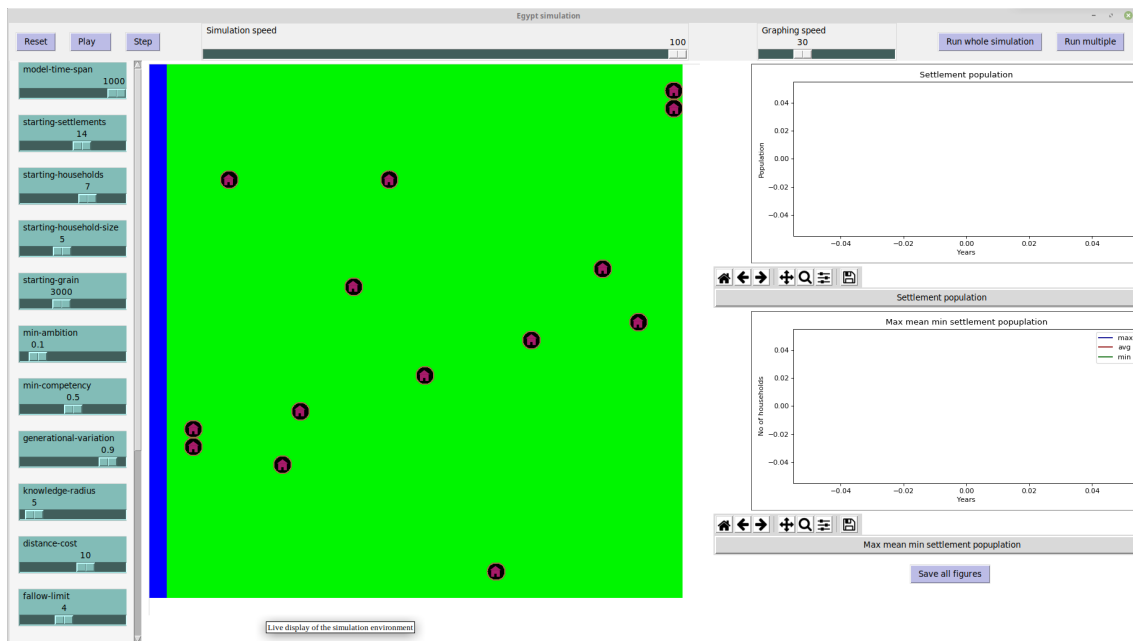 Egypt simulation
Reset
Play
Step
Simulation speed
100
Graphing speed
30
Run whole simulation
Run multiple
model-time-span
1000
starting-settlements
14
starting-households
7
starting-household-size
5
starting-grain
3000
min-ambition
0.1
min-competency
0.5
generational-variation
0.9
knowledge-radius
5
distance-cost
10
fallow-limit
4
Live display of the simulation environment
Settlement population
0.04
0.02
0.00
−0.02
−0.04
Population
−0.04
−0.02
0.00
0.02
0.04
Years
Settlement population
Max mean min settlement popuplation
max
avg
min
0.04
0.02
0.00
−0.02
−0.04
No of households
−0.04
−0.02
0.00
0.02
0.04
Years
Max mean min settlement popuplation
Save all figures